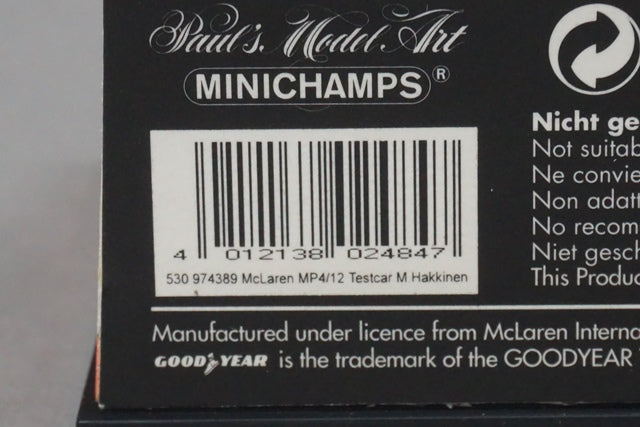 Paul's Model Art
MINICHAMPS®
4 012138 024847
530 974389 McLaren MP4/12 Testcar M Hakkinen
Nicht ge
Not suitab
Ne convie
Non adatt
No recom
Niet gesch
This Produ
Manufactured under licence from McLaren Interna
GOODYEAR is the trademark of the GOODYEAR